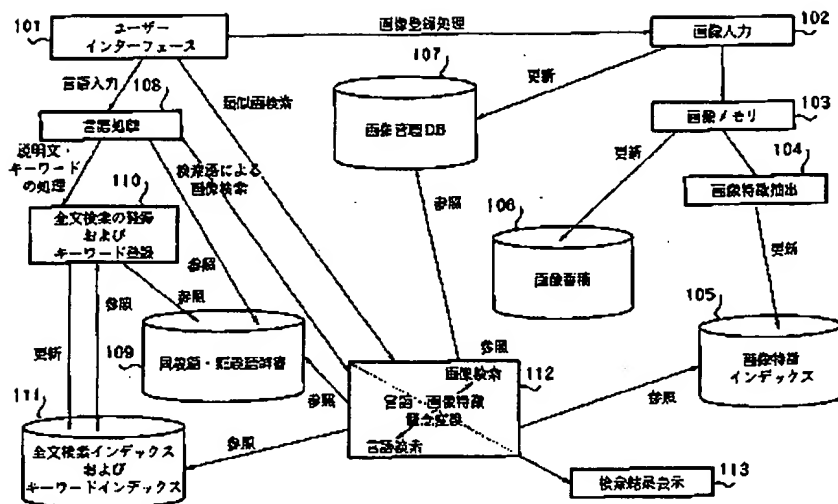 101
ユーザー
インターフェース
画像登録処理
102
画像入力
107
更新
言語入力
108
類似画検索
103
言語処理
画像管理DB
画像メモリ
説明文・
キーワード
の処理
110
検索語による
画像検索
更新
104
画像特徴抽出
参照
106
全文検索の登録
および
キーワード登録
参照
画像蓄積
更新
参照
参照
105
更新
109
同義語・類義語辞書
参照
画像検索
112
画像特徴
インデックス
111
参照
言語・画像特徴
概念変換
参照
全文検索インデックス
および
キーワードインデックス
参照
言語検索
検索結果表示
113